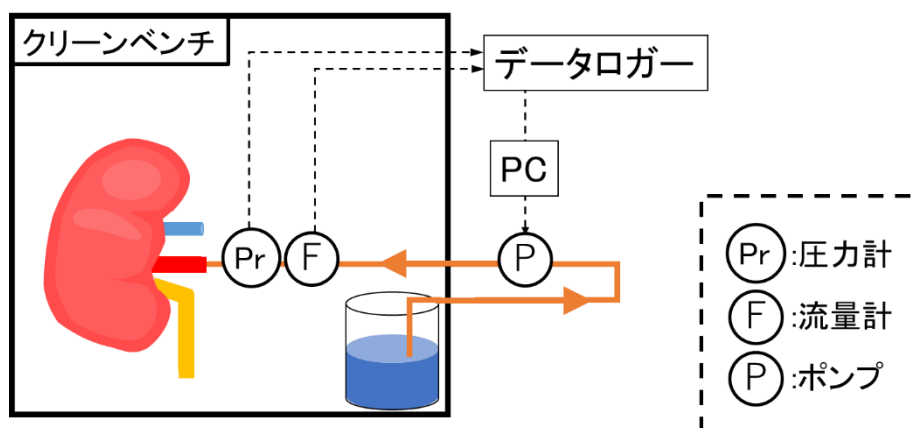 クリーンベンチ
データロガー
PC
Pr
F
P
Pr:圧力計
F:流量計
P:ポンプ